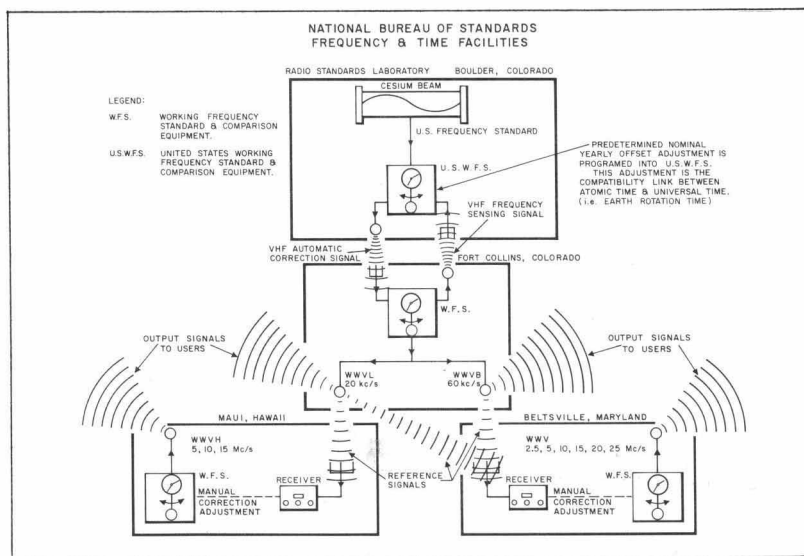 NATIONAL BUREAU OF STANDARDS
FREQUENCY & TIME FACILITIES
RADIO STANDARDS LABORATORY BOULDER, COLORADO
CESIUM BEAM
LEGEND:
W.F.S. WORKING FREQUENCY
STANDARD & COMPARISON
EQUIPMENT.
U.S.W.F.S. UNITED STATES WORKING
FREQUENCY STANDARD &
COMPARISON EQUIPMENT.
U.S. FREQUENCY STANDARD
U.S.W.F.S.
PREDETERMINED NOMINAL
YEARLY OFFSET ADJUSTMENT IS
PROGRAMED INTO U.S.W.F.S.
THIS ADJUSTMENT IS THE
COMPATIBILITY LINK BETWEEN
ATOMIC TIME & UNIVERSAL TIME.
(i.e. EARTH ROTATION TIME)
VHF FREQUENCY
SENSING SIGNAL
VHF AUTOMATIC
CORRECTION SIGNAL
FORT COLLINS, COLORADO
W.F.S.
OUTPUT SIGNALS
TO USERS
OUTPUT SIGNALS
TO USERS
WWVL
20 kc/s
WWVB
60 kc/s
MAUI, HAWAII
WWVH
5, 10, 15 Mc/s
BELTSVILLE, MARYLAND
WWV
2.5, 5, 10, 15, 20, 25 Mc/s
W.F.S.
RECEIVER
MANUAL
CORRECTION
ADJUSTMENT
REFERENCE
SIGNALS
RECEIVER
MANUAL
CORRECTION
ADJUSTMENT
W.F.S.